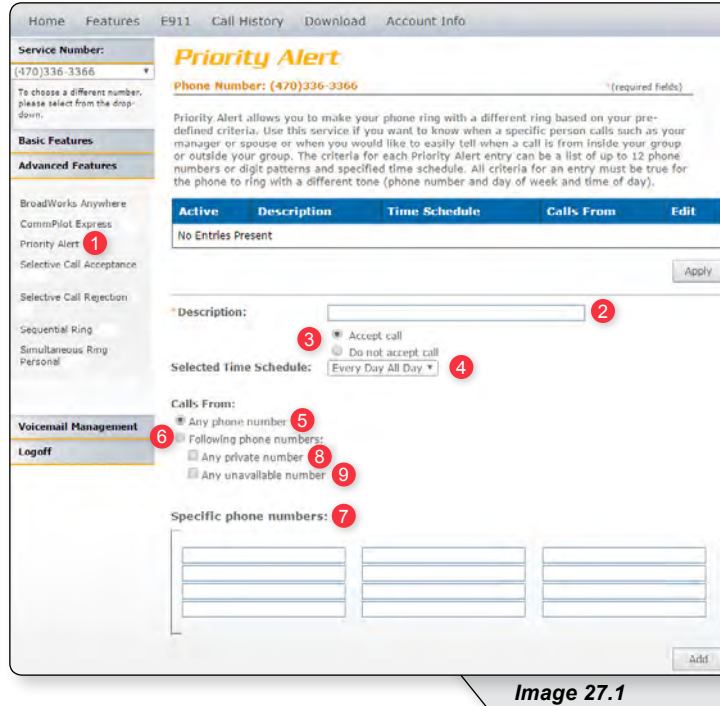 Home Features E911 Call History Download Account Info
Service Number:
(470)336-3366
To choose a different number, please select from the drop-down.
Basic Features
Advanced Features
BroadWorks Anywhere
CommPilot Express
Priority Alert 1
Selective Call Acceptance
Selective Call Rejection
Sequential Ring
Simultaneous Ring
Personal
Voicemail Management
Logoff
Priority Alert
Phone Number: (470)336-3366 *(required fields)
Priority Alert allows you to make your phone ring with a different ring based on your pre-
defined criteria. Use this service if you want to know when a specific person calls such as your
manager or spouse or when you would like to easily tell when a call is from inside your group
or outside your group. The criteria for each Priority Alert entry can be a list of up to 12 phone
numbers or digit patterns and specified time schedule. All criteria for an entry must be true for
the phone to ring with a different tone (phone number and day of week and time of day).
Active Description Time Schedule Calls From Edit
No Entries Present
Apply
*Description: 2
3 Accept call
Do not accept call
Selected Time Schedule: Every Day All Day 4
Calls From:
Any phone number 5
6 Following phone numbers:
Any private number 8
Any unavailable number 9
Specific phone numbers: 7
Add
Image 27.1